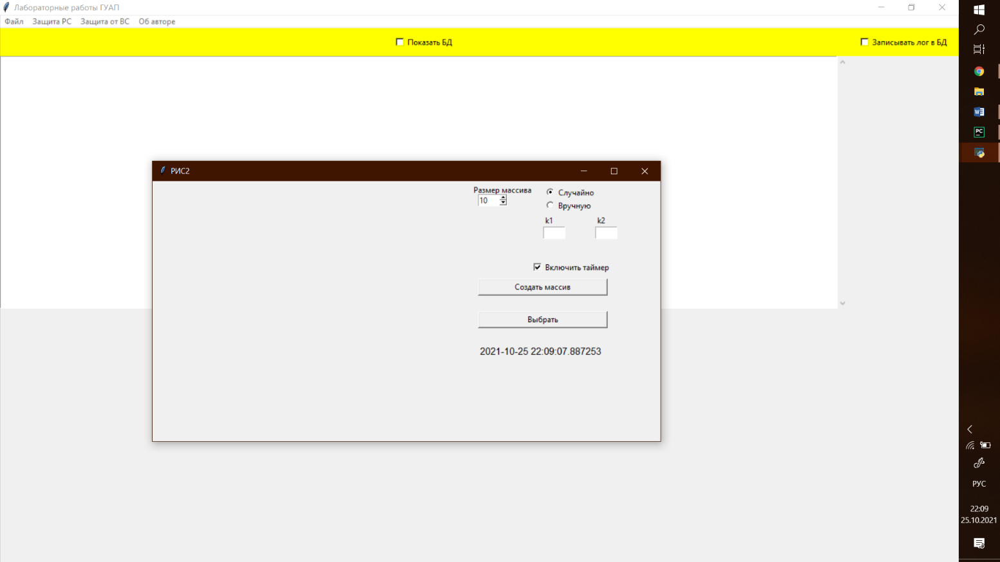 Лабораторные работы ГУАП
Файл Защита РС Защита от ВС Об авторе
Показать БД Записывать лог в БД
РИС2
Размер массива
10
Случайно
Вручную
k1 k2
Включить таймер
Создать массив
Выбрать
2021-10-25 22:09:07.887253
W
PC
РУС
22:09
25.10.2021